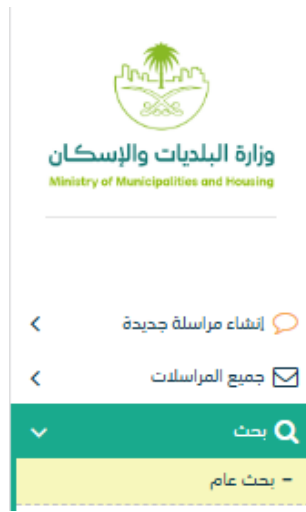 وزارة البلديات والإسكان
Ministry of Municipalities and Housing
إنشاء مراسلة جديدة
جميع المراسلات
بحث
- بحث عام